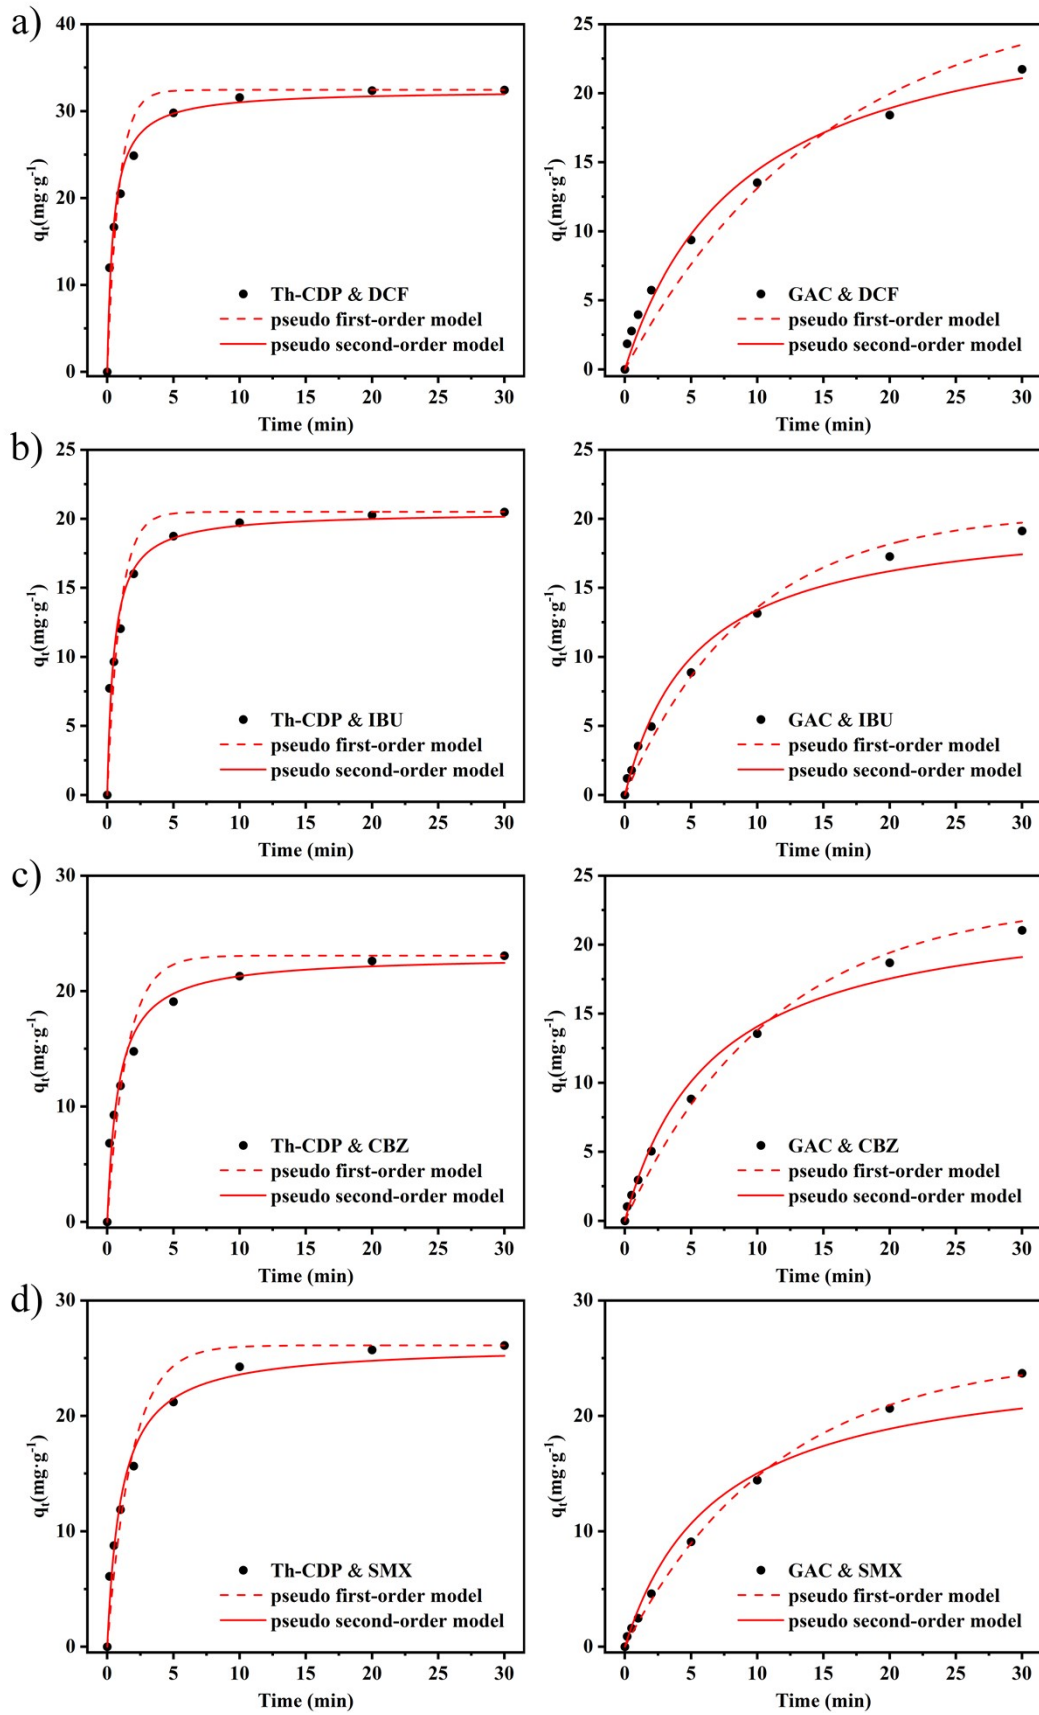 a)
40
30
20
10
0
qt(mg·g-1)
Th-CDP & DCF
pseudo first-order model
pseudo second-order model
0 5 10 15 20 25 30
Time (min)
25
20
15
10
5
0
qt(mg·g-1)
GAC & DCF
pseudo first-order model
pseudo second-order model
0 5 10 15 20 25 30
Time (min)
b)
25
20
15
10
5
0
qt(mg·g-1)
Th-CDP & IBU
pseudo first-order model
pseudo second-order model
0 5 10 15 20 25 30
Time (min)
25
20
15
10
5
0
qt(mg·g-1)
GAC & IBU
pseudo first-order model
pseudo second-order model
0 5 10 15 20 25 30
Time (min)
c)
30
20
10
0
qt(mg·g-1)
Th-CDP & CBZ
pseudo first-order model
pseudo second-order model
0 5 10 15 20 25 30
Time (min)
25
20
15
10
5
0
qt(mg·g-1)
GAC & CBZ
pseudo first-order model
pseudo second-order model
0 5 10 15 20 25 30
Time (min)
d)
30
20
10
0
qt(mg·g-1)
Th-CDP & SMX
pseudo first-order model
pseudo second-order model
0 5 10 15 20 25 30
Time (min)
30
20
10
0
qt(mg·g-1)
GAC & SMX
pseudo first-order model
pseudo second-order model
0 5 10 15 20 25 30
Time (min)